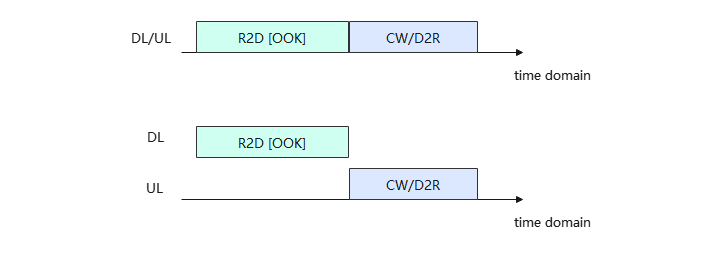 DL/UL
R2D [OOK]
CW/D2R
time domain
DL
R2D [OOK]
UL
CW/D2R
time domain